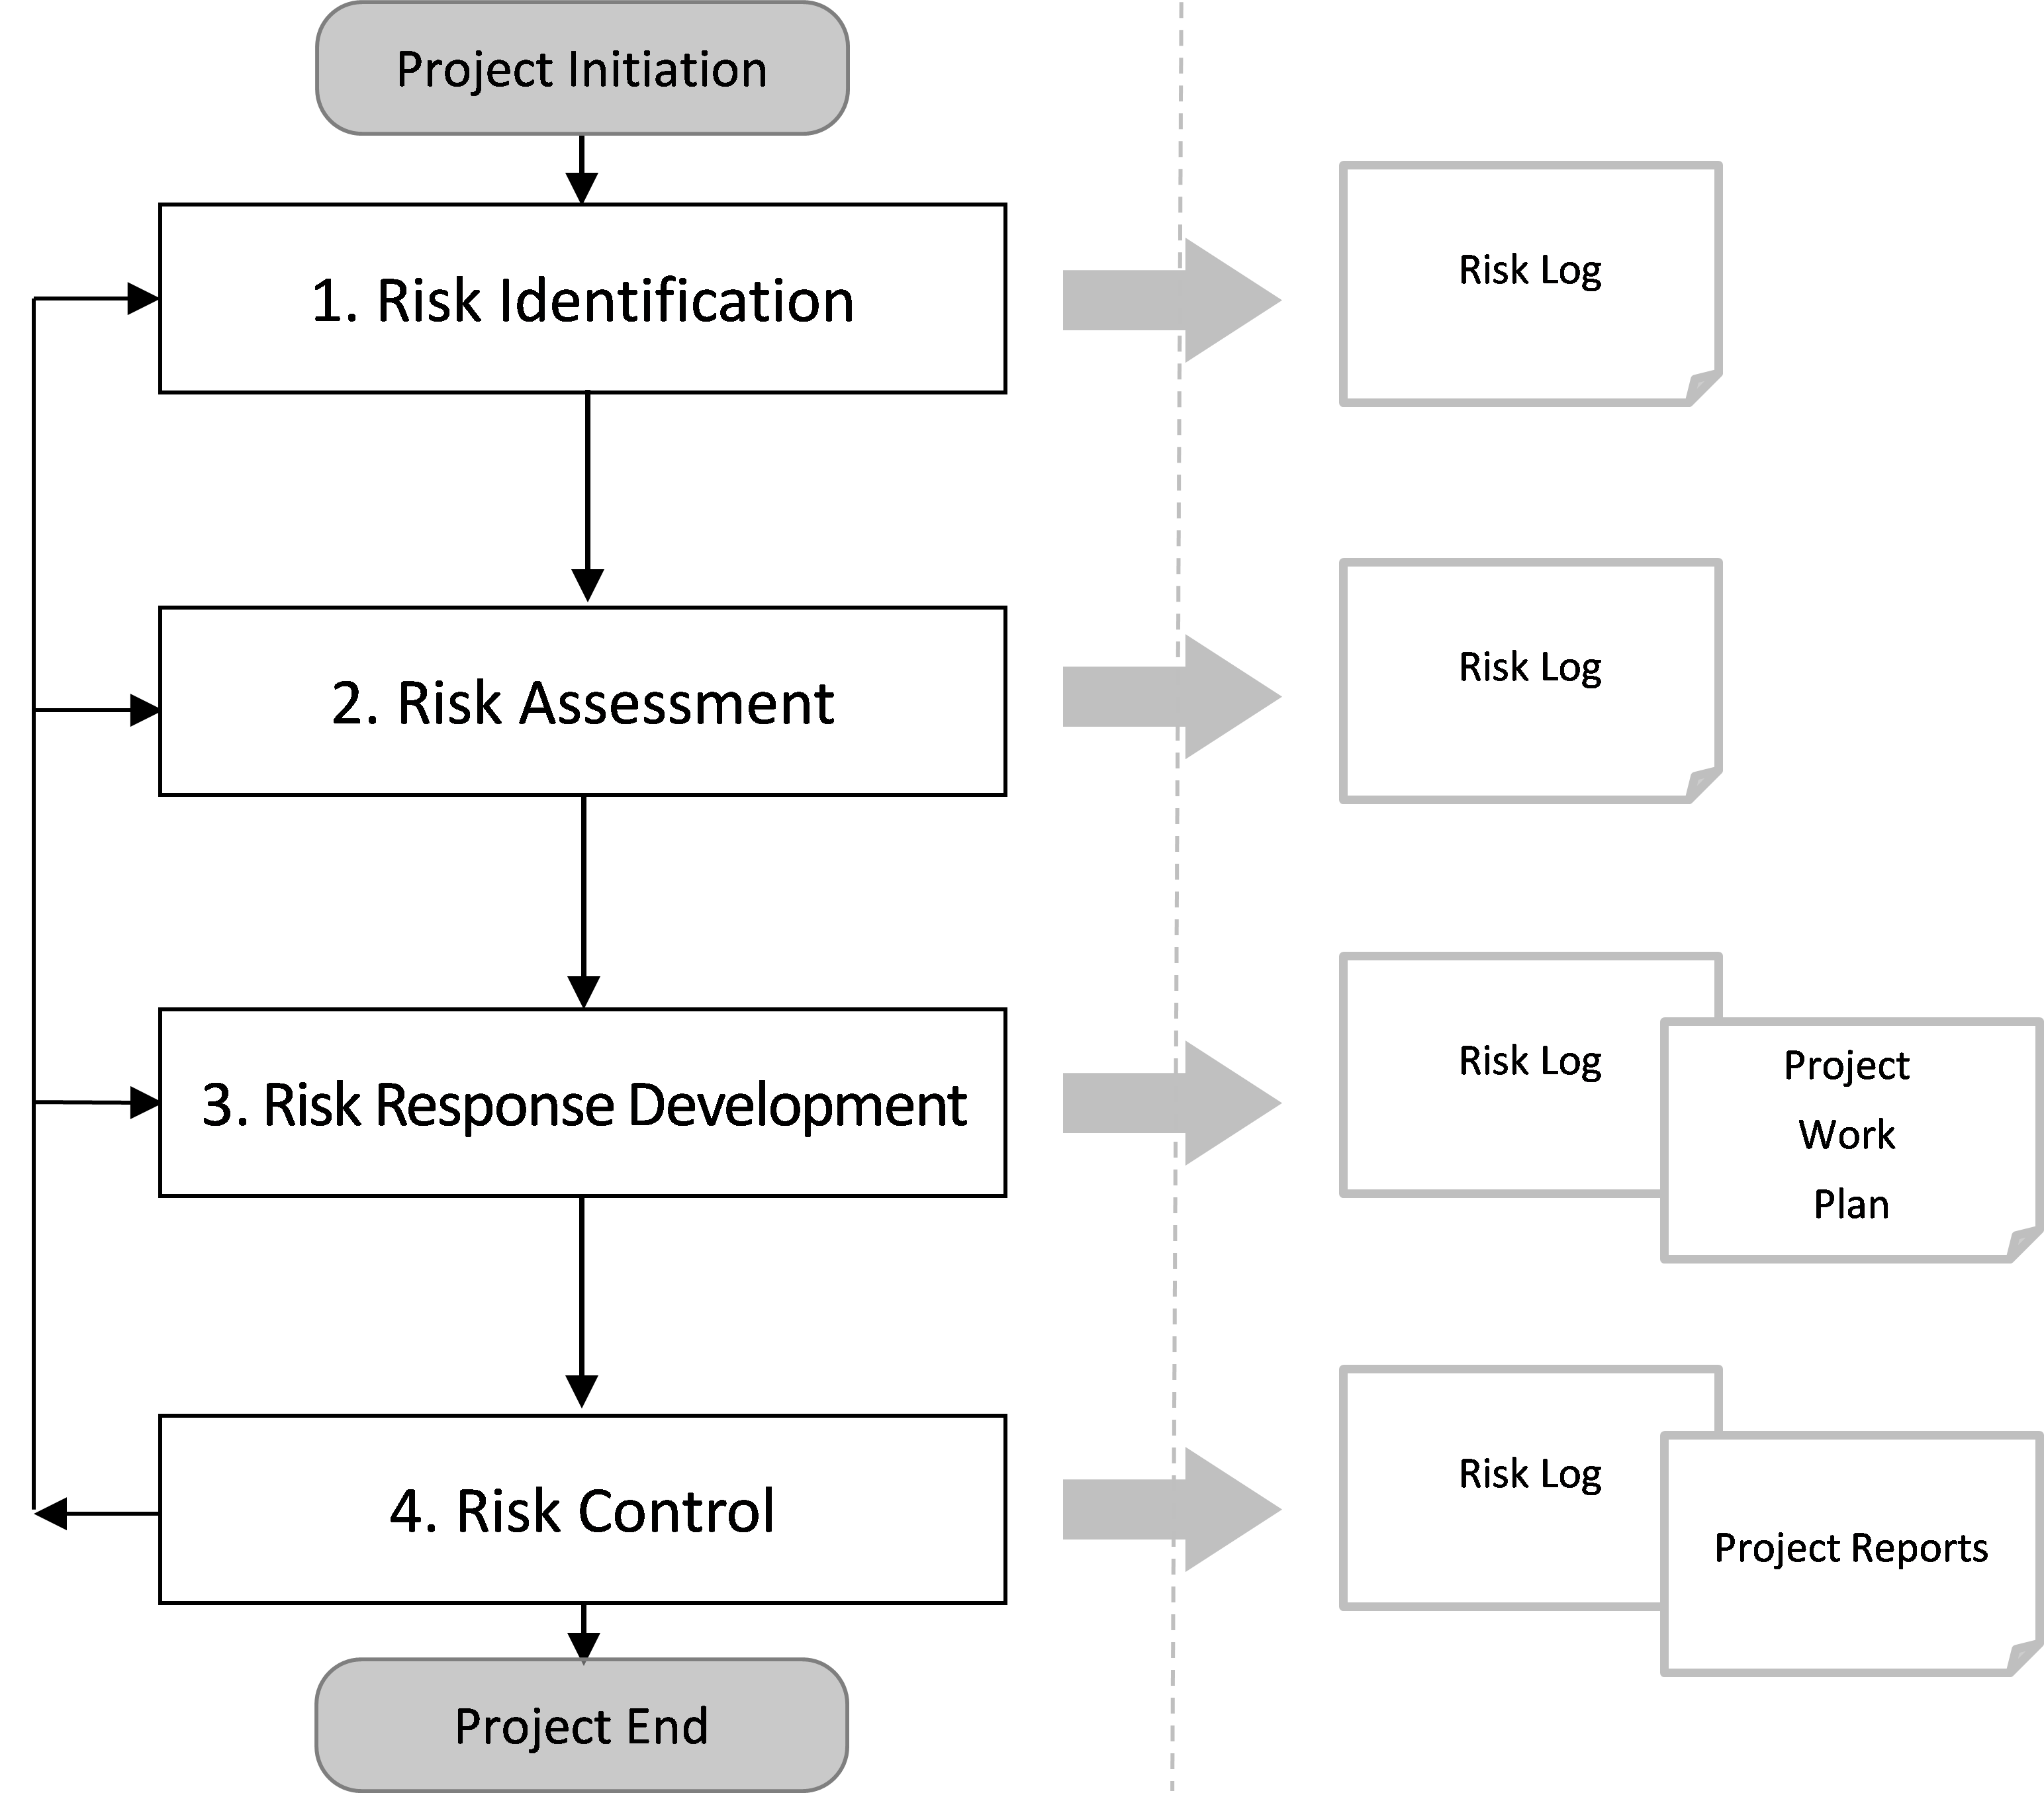 Project Initiation
1. Risk Identification
Risk Log
2. Risk Assessment
Risk Log
3. Risk Response Development
Risk Log
Project
Work
Plan
4. Risk Control
Risk Log
Project Reports
Project End